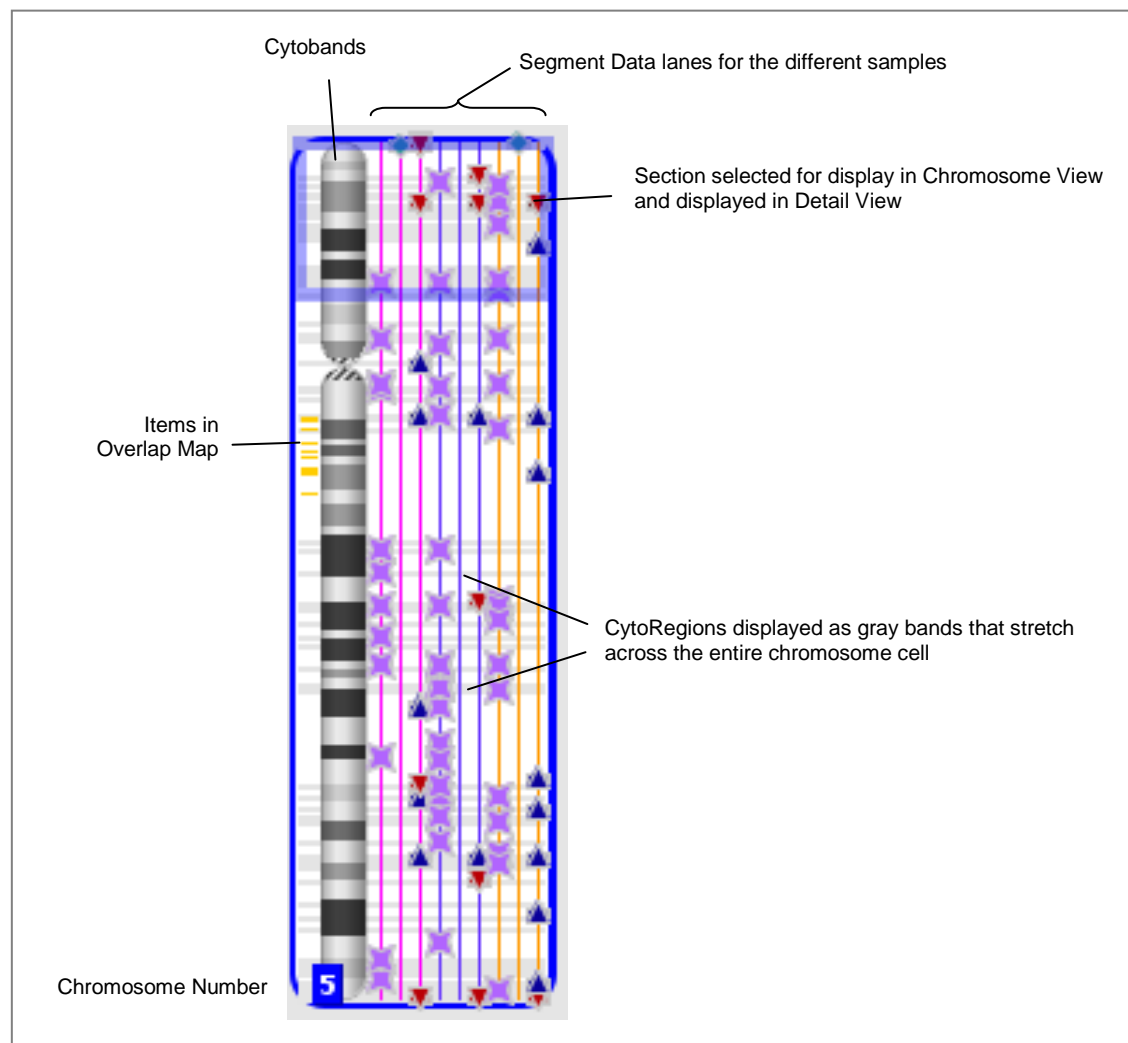 Cytobands
Segment Data lanes for the different samples
Section selected for display in Chromosome View
and displayed in Detail View
Items in
Overlap Map
CytoRegions displayed as gray bands that stretch
across the entire chromosome cell
Chromosome Number
5